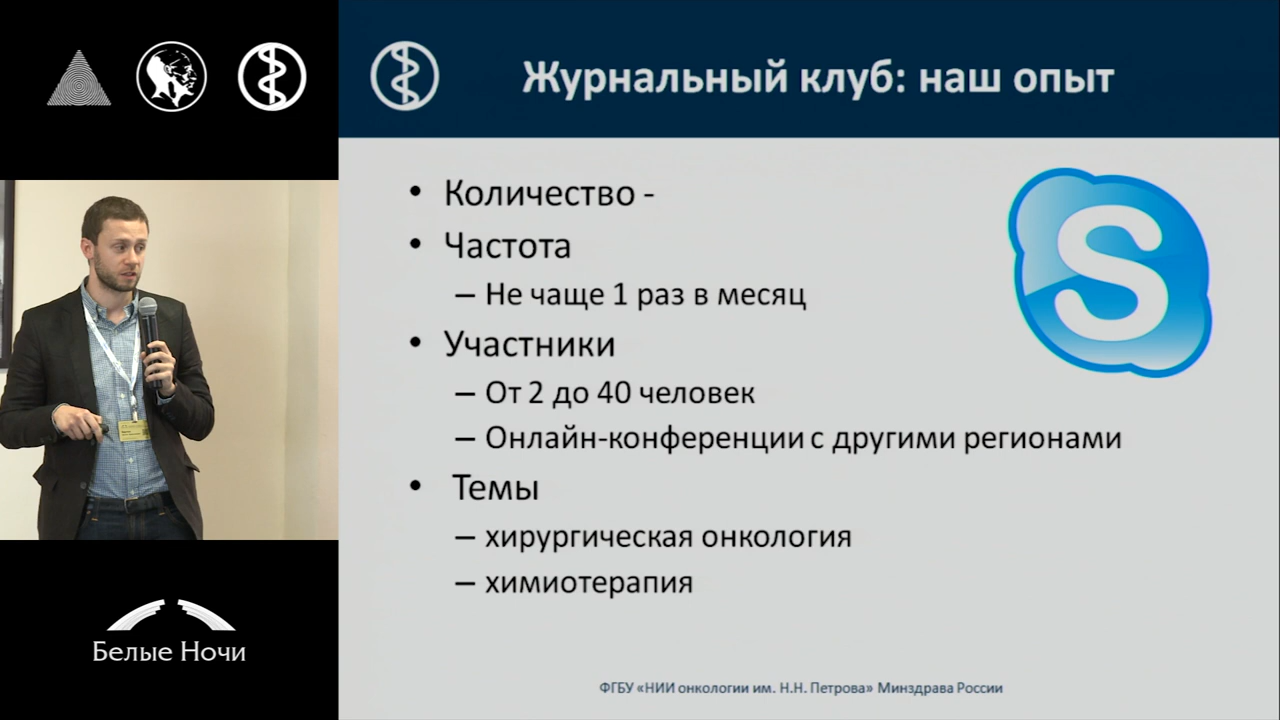 Журнальный клуб: наш опыт
• Количество -
• Частота
– Не чаще 1 раз в месяц
• Участники
– От 2 до 40 человек
– Онлайн-конференции с другими регионами
• Темы
– хирургическая онкология
– химиотерапия
S
ФГБУ «НИИ онкологии им. Н.Н. Петрова» Минздрава России
Белые Ночи